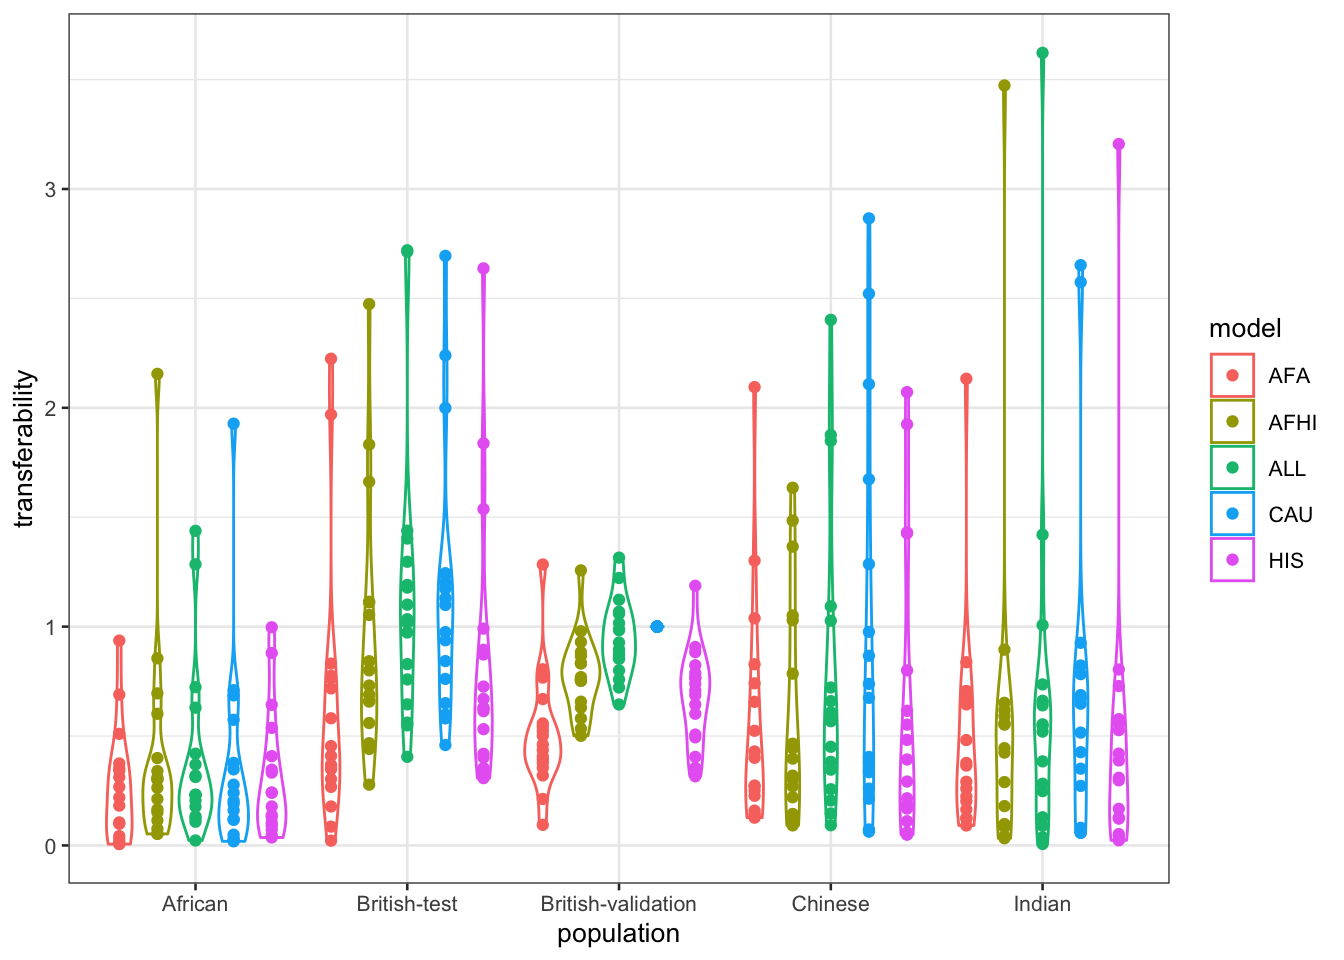 transferability
3
2
1
0
African
British-test
British-validation
Chinese
Indian
population
model
AFA
AFHI
ALL
CAU
HIS